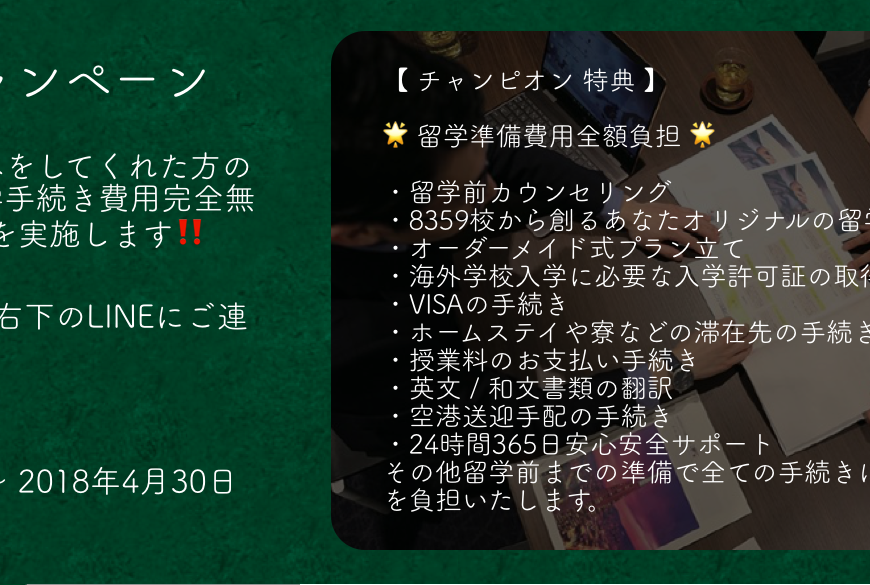 ンペーン
をしてくれた方の
手続き費用完全無
を実施します‼️
右下のLINEにご連
2018年4月30日
【 チャンピオン 特典 】
🌟 留学準備費用全額負担 🌟
・留学前カウンセリング
・8359校から創るあなたオリジナルの留学
・オーダーメイド式プラン立て
・海外学校入学に必要な入学許可証の取得
・VISAの手続き
・ホームステイや寮などの滞在先の手続き
・授業料のお支払い手続き
・英文 / 和文書類の翻訳
・空港送迎手配の手続き
・24時間365日安心安全サポート
その他留学前までの準備で全ての手続き
を負担いたします。